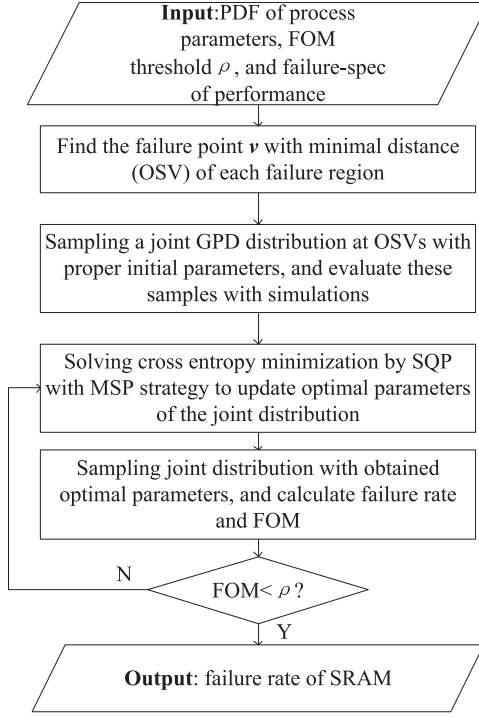 Input:PDF of process
parameters, FOM
threshold ρ, and failure-spec
of performance
Find the failure point v with minimal distance
(OSV) of each failure region
Sampling a joint GPD distribution at OSVs with
proper initial parameters, and evaluate these
samples with simulations
Solving cross entropy minimization by SQP
with MSP strategy to update optimal parameters
of the joint distribution
Sampling joint distribution with obtained
optimal parameters, and calculate failure rate
and FOM
N
FOM< ρ?
Y
Output: failure rate of SRAM